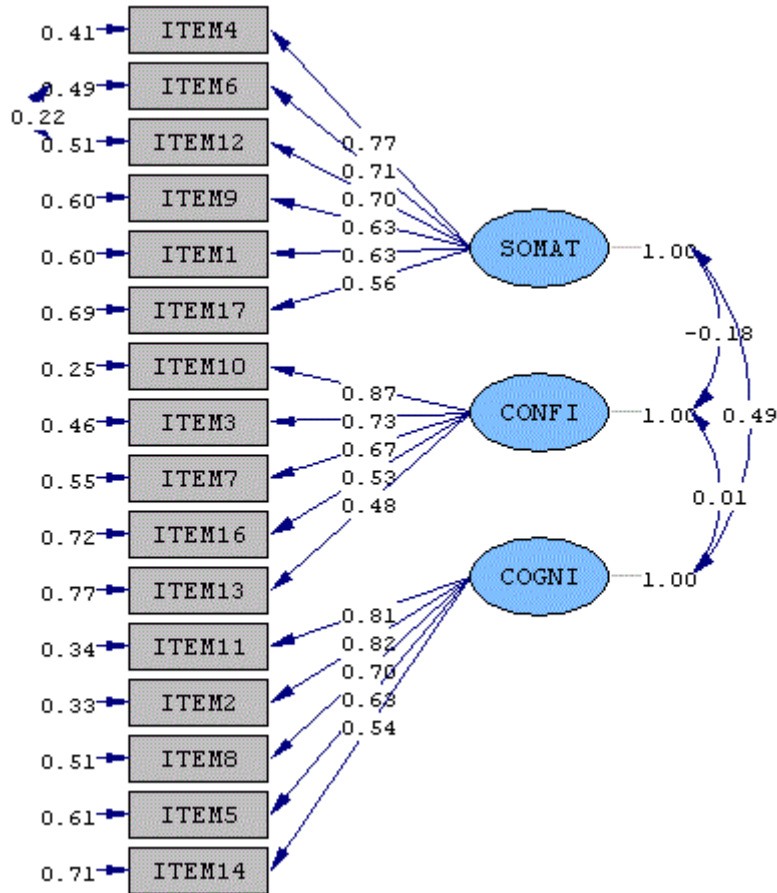 0.41 ITEM4
0.49 ITEM6
0.22
0.51 ITEM12
0.60 ITEM9
0.60 ITEM1
0.69 ITEM17
0.25 ITEM10
0.46 ITEM3
0.55 ITEM7
0.72 ITEM16
0.77 ITEM13
0.34 ITEM11
0.33 ITEM2
0.51 ITEM8
0.61 ITEM5
0.71 ITEM14
0.77
0.71
0.70
0.63
0.63
0.56
0.87
0.73
0.67
0.53
0.48
0.81
0.82
0.70
0.63
0.54
SOMAT 1.00
CONFI 1.00
COGNI 1.00
-0.18
0.49
0.01